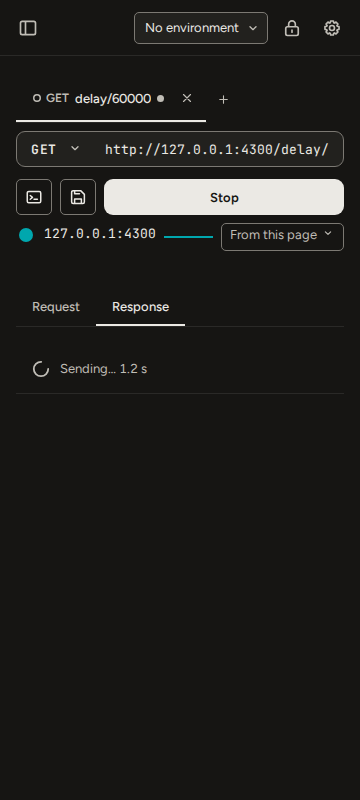 No environment
GET delay/60000
GET http://127.0.0.1:4300/delay/
Stop
127.0.0.1:4300 From this page
Request Response
Sending... 1.2 s